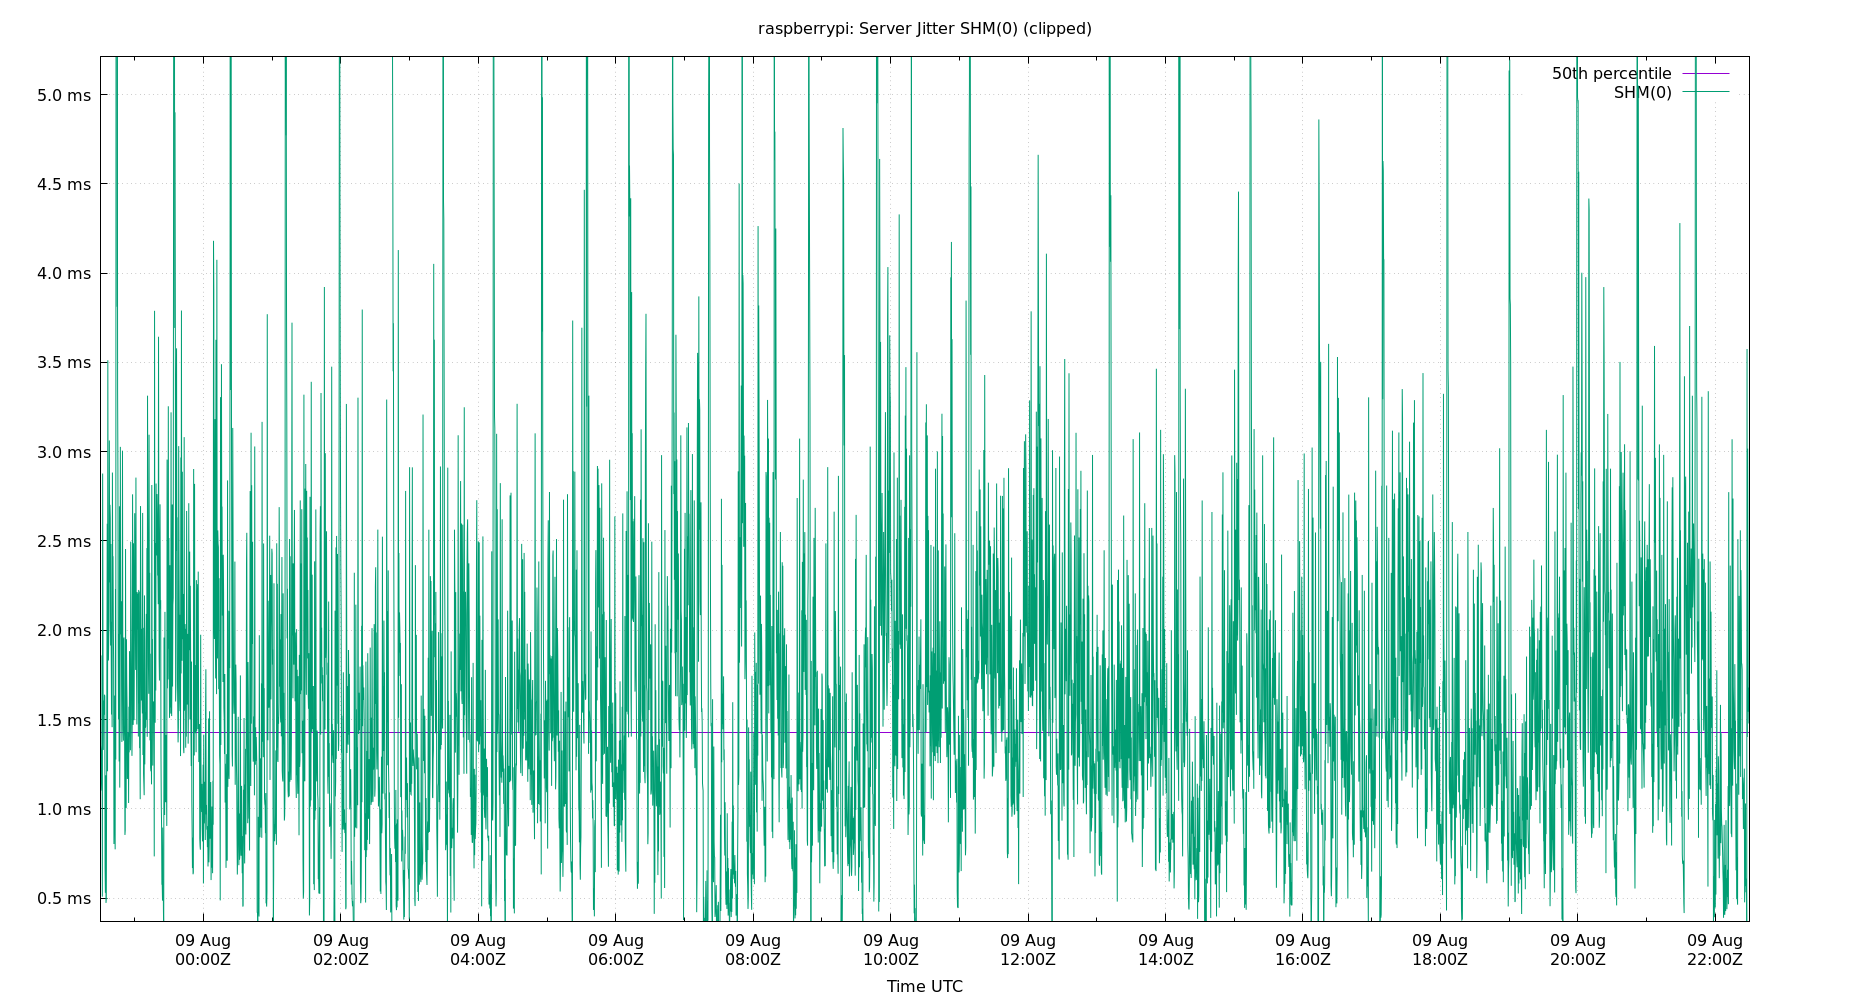 raspberrypi: Server Jitter SHM(0) (clipped)
50th percentile
SHM(0)
5.0 ms
4.5 ms
4.0 ms
3.5 ms
3.0 ms
2.5 ms
2.0 ms
1.5 ms
1.0 ms
0.5 ms
09 Aug 09 Aug 09 Aug 09 Aug 09 Aug 09 Aug 09 Aug 09 Aug 09 Aug 09 Aug 09 Aug 09 Aug
00:00Z 02:00Z 04:00Z 06:00Z 08:00Z 10:00Z 12:00Z 14:00Z 16:00Z 18:00Z 20:00Z 22:00Z
Time UTC